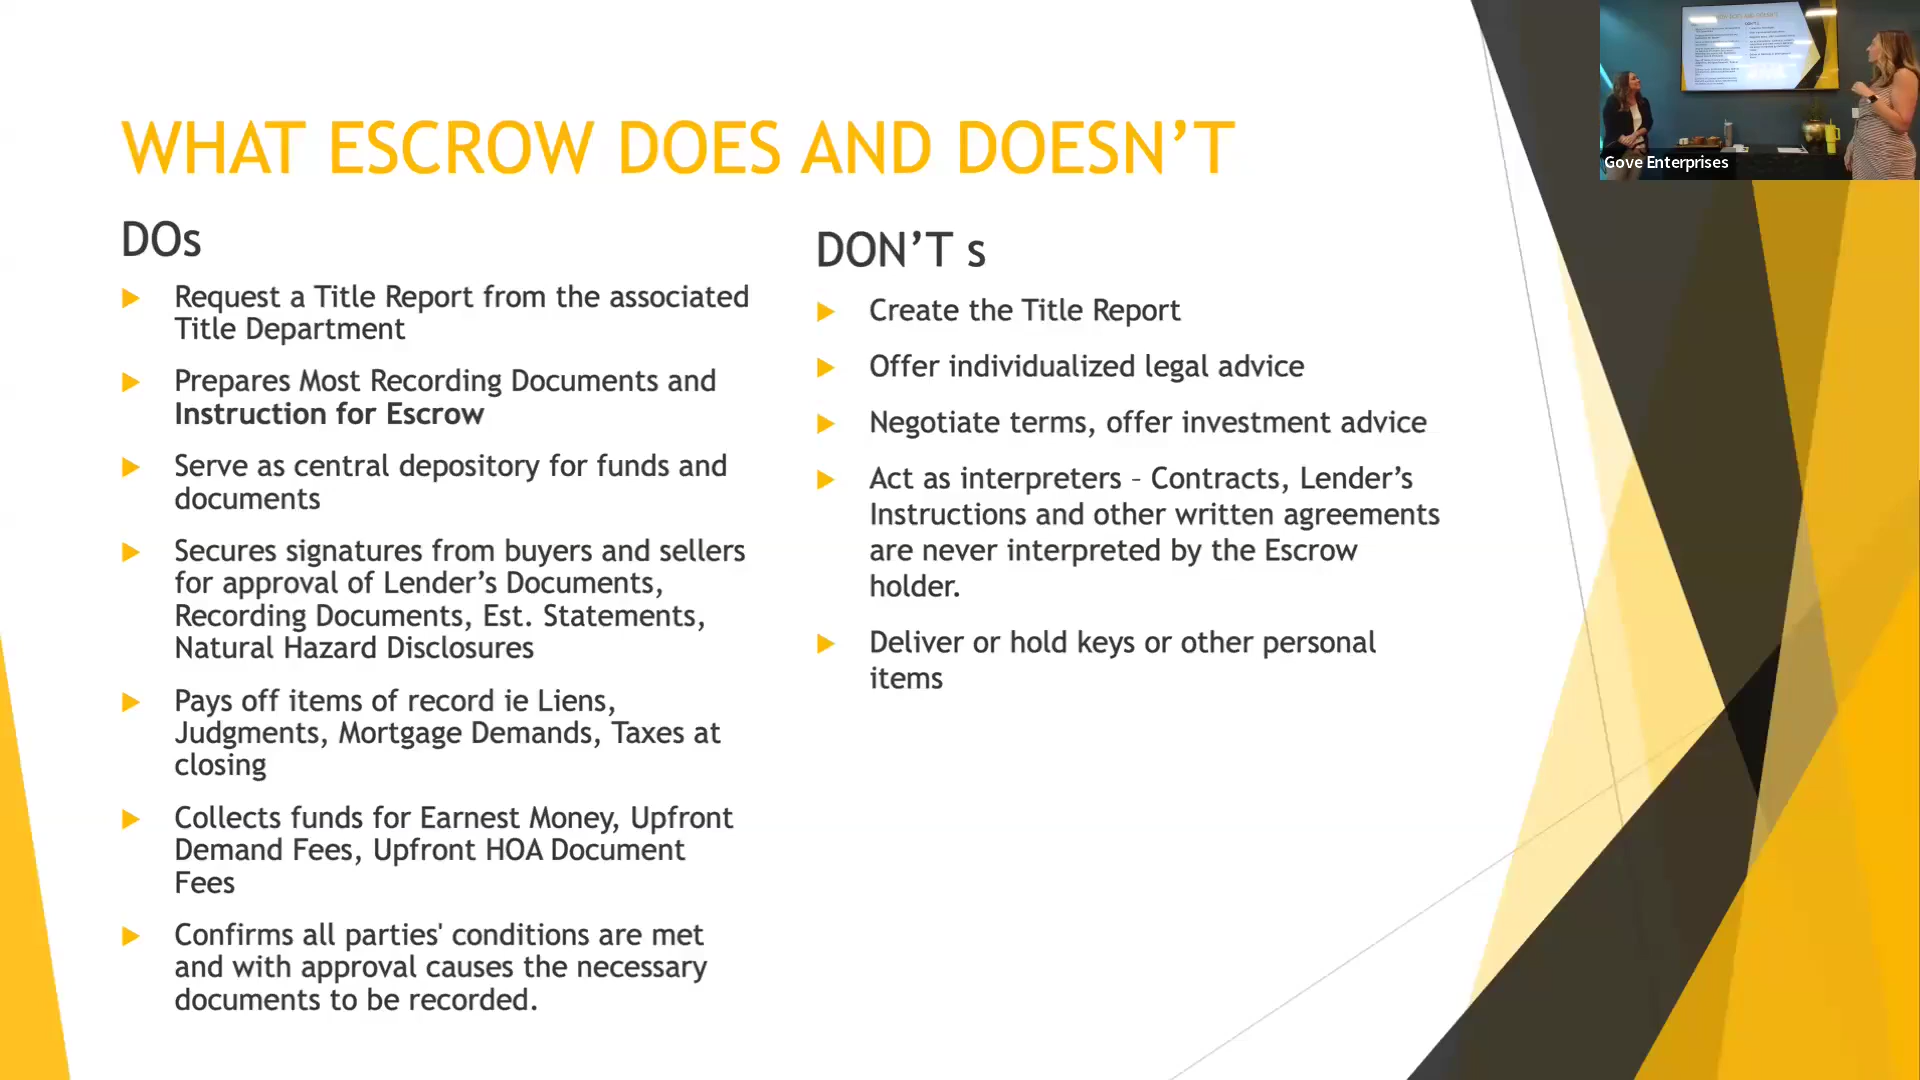 WHAT ESCROW DOES AND DOESN'T
DOs
Request a Title Report from the associated
Title Department
Prepares Most Recording Documents and
Instruction for Escrow
Serve as central depository for funds and
documents
Secures signatures from buyers and sellers
for approval of Lender's Documents,
Recording Documents, Est. Statements,
Natural Hazard Disclosures
Pays off items of record ie Liens,
Judgments, Mortgage Demands, Taxes at
closing
Collects funds for Earnest Money, Upfront
Demand Fees, Upfront HOA Document
Fees
Confirms all parties' conditions are met
and with approval causes the necessary
documents to be recorded.
DON'T s
Create the Title Report
Offer individualized legal advice
Negotiate terms, offer investment advice
Act as interpreters – Contracts, Lender's
Instructions and other written agreements
are never interpreted by the Escrow
holder.
Deliver or hold keys or other personal
items
Gove Enterprises